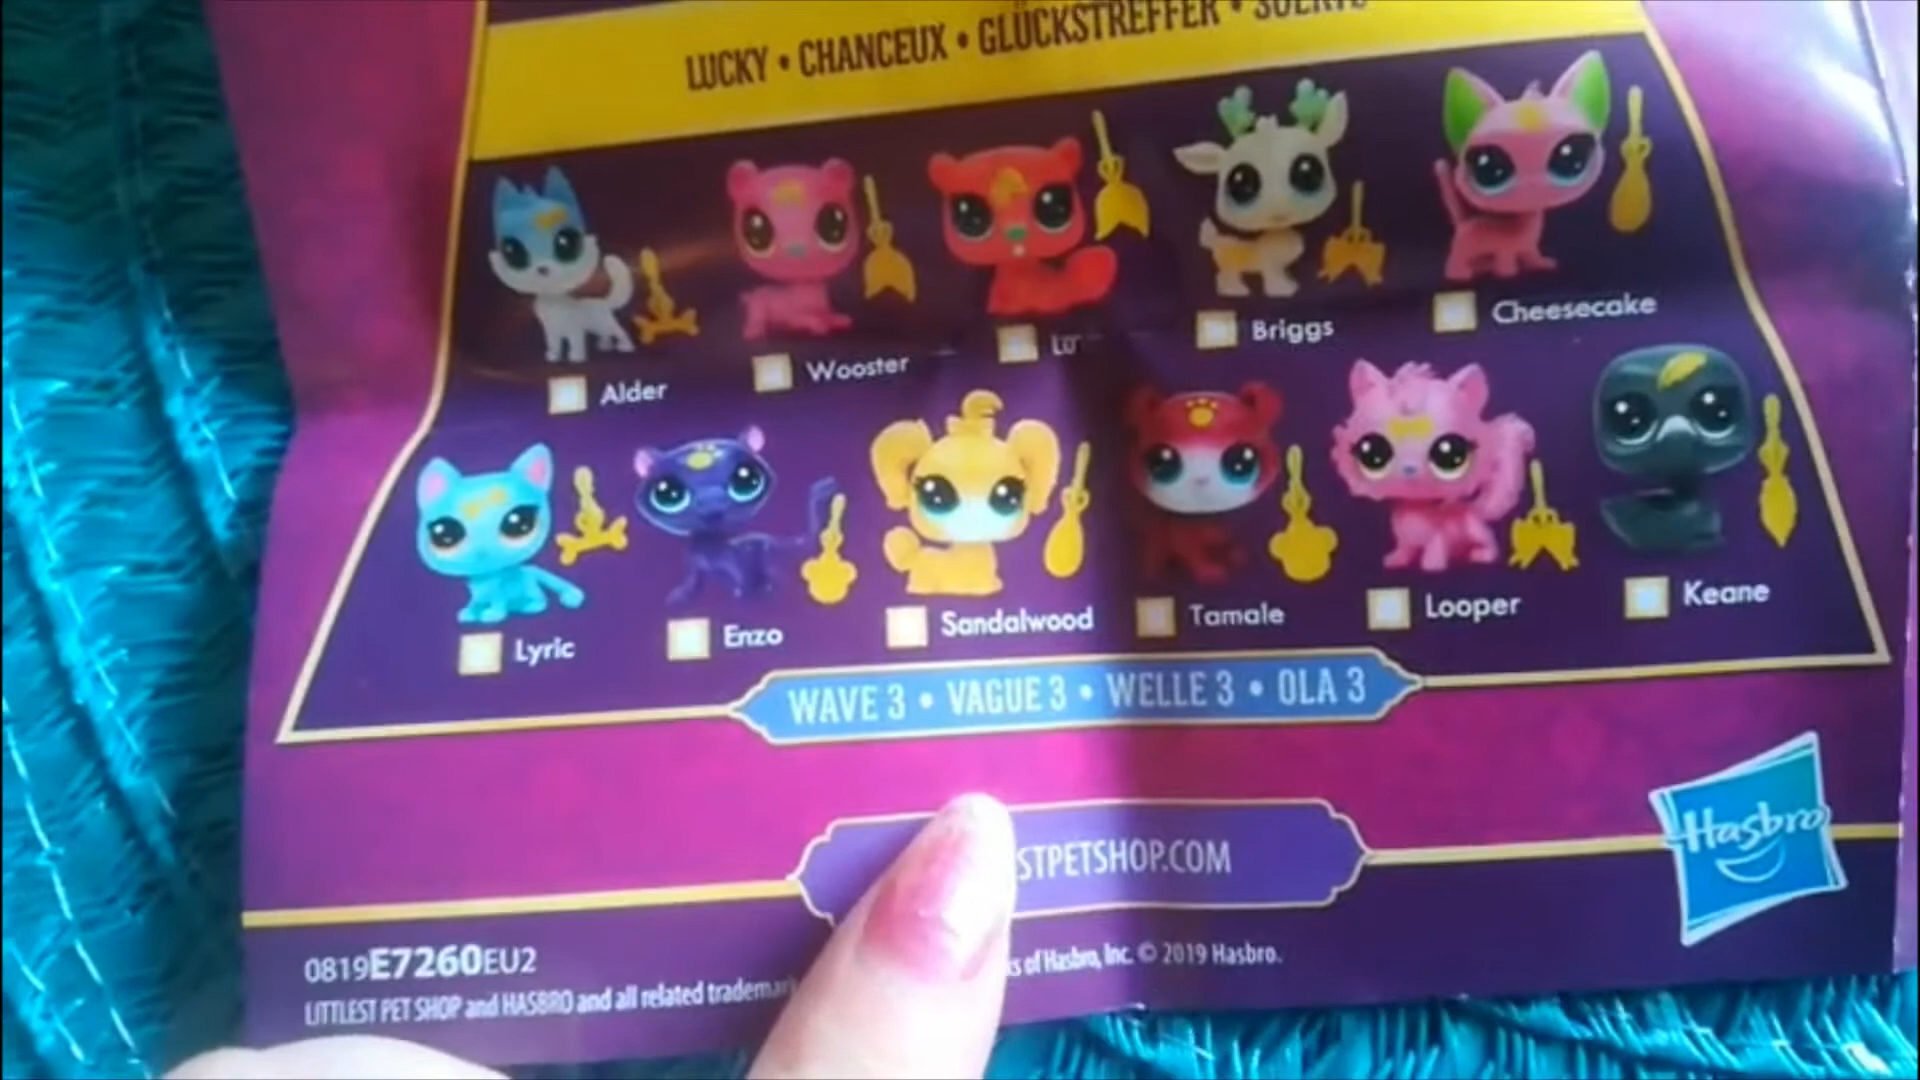 LUCKY • CHANCEUX • GLÜCKSTREFFER •
Alder
Wooster
Briggs
Cheesecake
Lyric
Enzo
Sandalwood
Tamale
Looper
Keane
WAVE 3 • VAGUE 3 • WELLE 3 • OLA 3
STPETSHOP.COM
Hasbro
0819E7260EU2
LITTLEST PET SHOP and HASBRO and all related of Hasbro, Inc. © 2019 Hasbro.